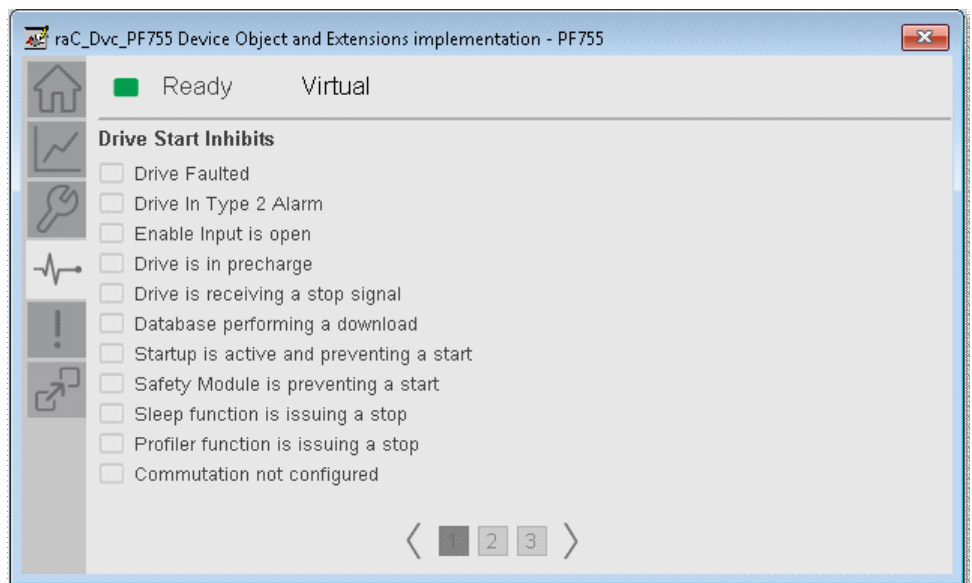 raC_Dvc_PF755 Device Object and Extensions implementation - PF755
Ready Virtual
Drive Start Inhibits
Drive Faulted
Drive In Type 2 Alarm
Enable Input is open
Drive is in precharge
Drive is receiving a stop signal
Database performing a download
Startup is active and preventing a start
Safety Module is preventing a start
Sleep function is issuing a stop
Profiler function is issuing a stop
Commutation not configured
1 2 3